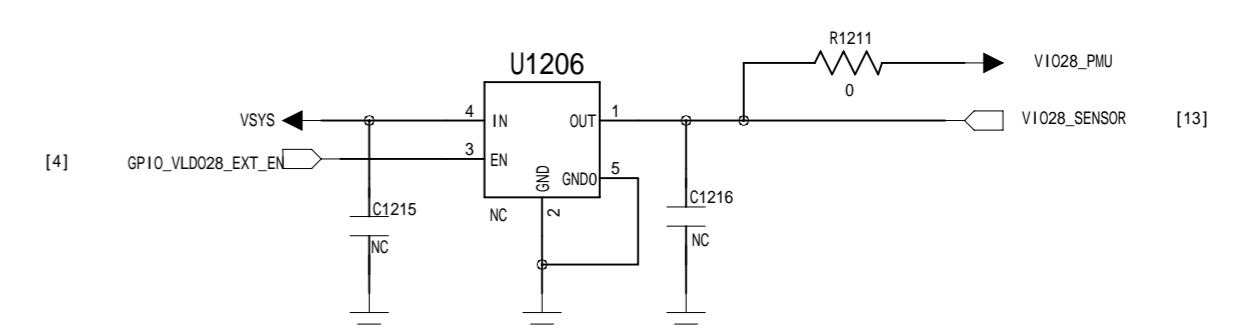 R1211
VIO28_PMU
0
U1206
VSYS
4
IN
OUT
1
VIO28_SENSOR
[13]
[4]
GPIO_VLDO28_EXT_EN
3
EN
GND
GNDO
5
C1215
NC
NC
2
C1216
NC